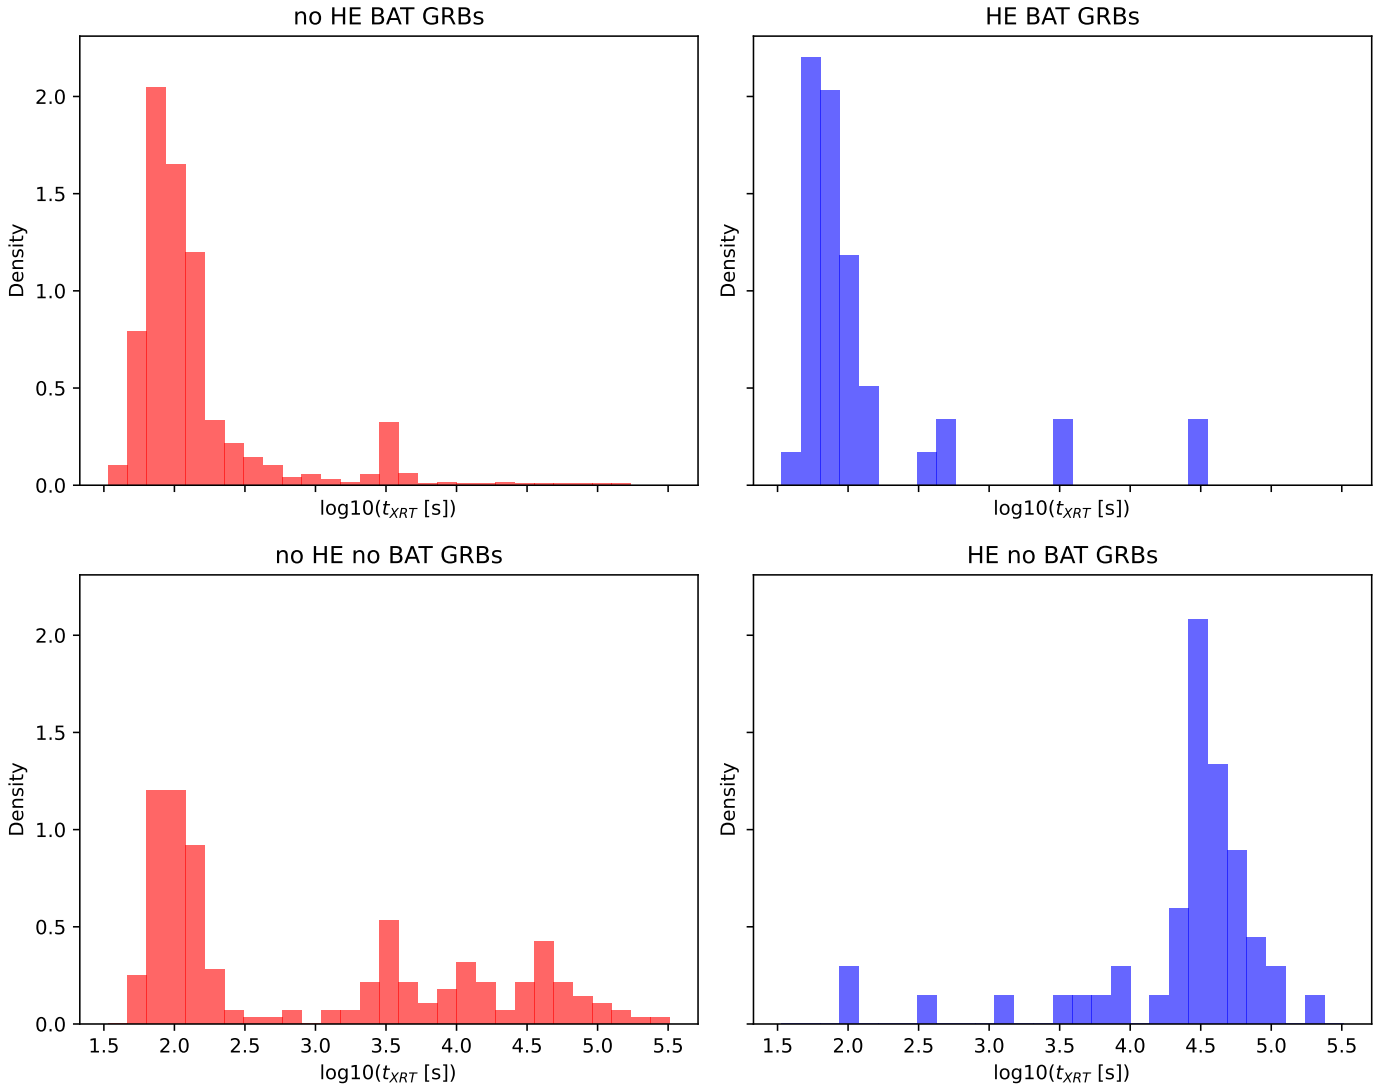 no HE BAT GRBs
HE BAT GRBs
2.0
1.5
1.0
0.5
0.0
Density
Density
log10(t_XRT [s])
log10(t_XRT [s])
no HE no BAT GRBs
HE no BAT GRBs
2.0
1.5
1.0
0.5
0.0
Density
Density
1.5 2.0 2.5 3.0 3.5 4.0 4.5 5.0 5.5
1.5 2.0 2.5 3.0 3.5 4.0 4.5 5.0 5.5
log10(t_XRT [s])
log10(t_XRT [s])